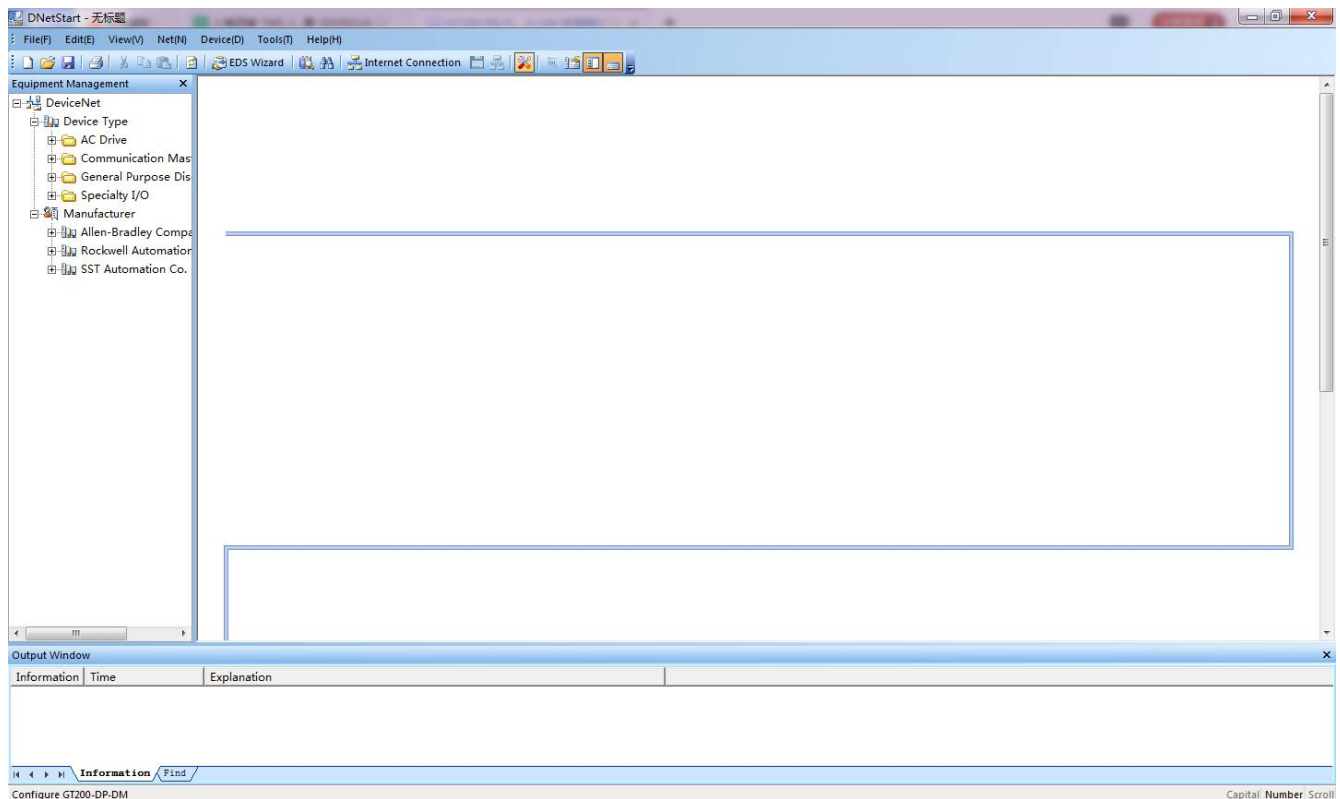 DNetStart - 无标题
File(F) Edit(E) View(V) Net(N) Device(D) Tools(T) Help(H)
EDS Wizard Internet Connection
Equipment Management
DeviceNet
Device Type
AC Drive
Communication Mas
General Purpose Dis
Specialty I/O
Manufacturer
Allen-Bradley Compa
Rockwell Automation
SST Automation Co.
Output Window
Information Time Explanation
Information Find
Configure GT200-DP-DM Capital Number Scroll